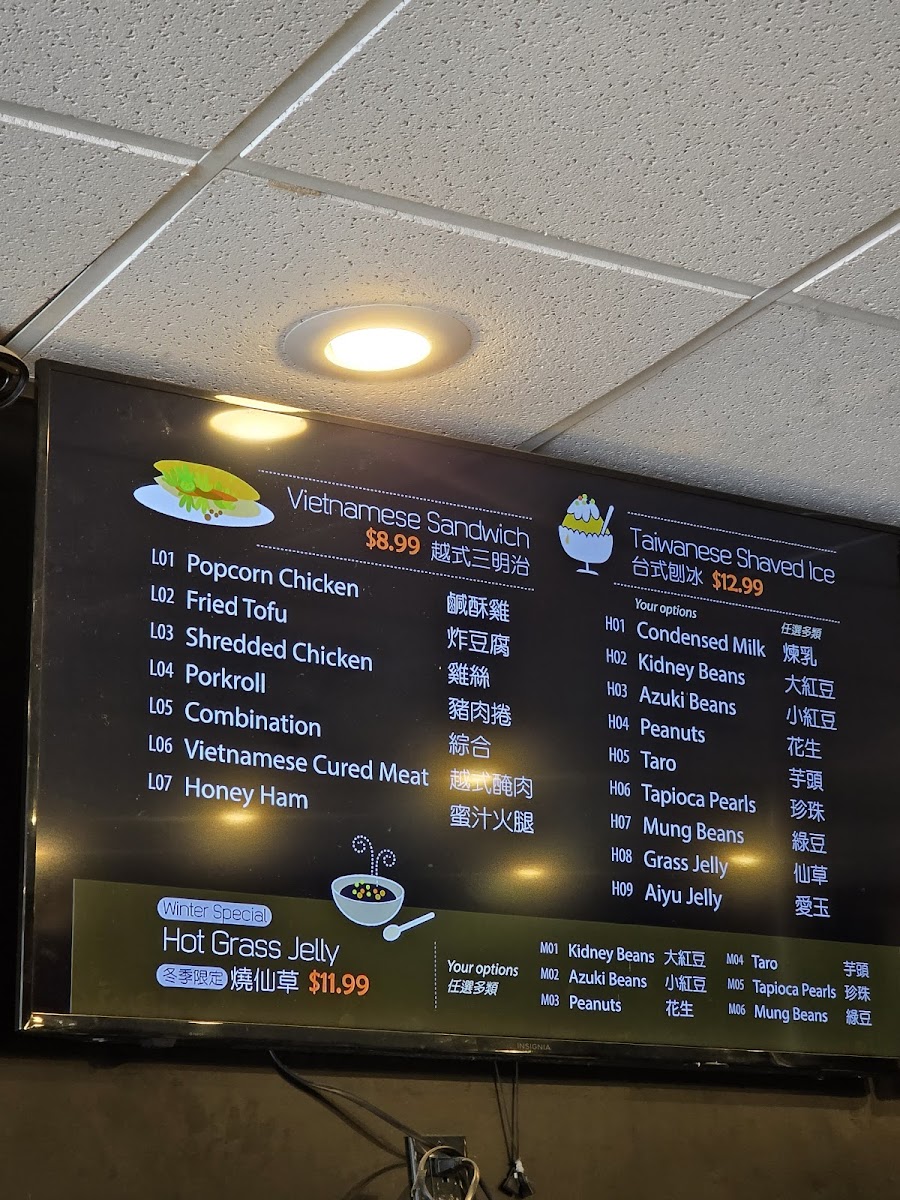 Vietnamese Sandwich
$8.99 越式三明治
L01 Popcorn Chicken 鹹酥雞
L02 Fried Tofu 炸豆腐
L03 Shredded Chicken 雞絲
L04 Porkroll 豬肉捲
L05 Combination 綜合
L06 Vietnamese Cured Meat 越式醃肉
L07 Honey Ham 蜜汁火腿
Taiwanese Shaved Ice
台式刨冰 $12.99
Your options 任選多類
H01 Condensed Milk 煉乳
H02 Kidney Beans 大紅豆
H03 Azuki Beans 小紅豆
H04 Peanuts 花生
H05 Taro 芋頭
H06 Tapioca Pearls 珍珠
H07 Mung Beans 綠豆
H08 Grass Jelly 仙草
H09 Aiyu Jelly 愛玉
Winter Special
Hot Grass Jelly
冬季限定 燒仙草 $11.99
Your options
任選多類
M01 Kidney Beans 大紅豆
M02 Azuki Beans 小紅豆
M03 Peanuts 花生
M04 Taro 芋頭
M05 Tapioca Pearls 珍珠
M06 Mung Beans 綠豆
INSIGNIA